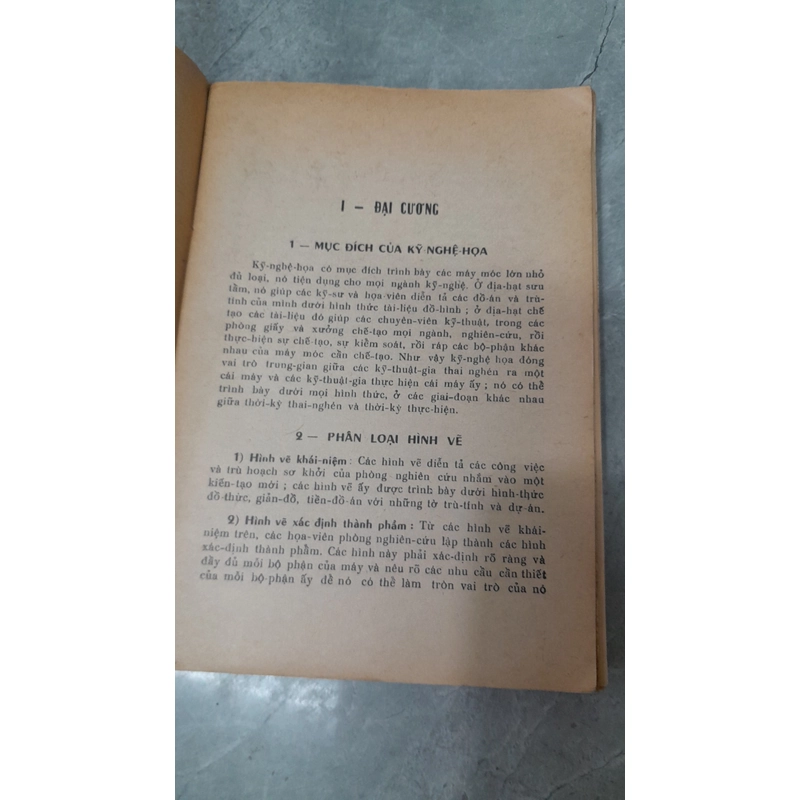 I – ĐẠI CƯƠNG
1 — MỤC ĐÍCH CỦA KỸ-NGHỆ-HỌA
Kỹ-nghệ-họa có mục đích trình bày các máy móc lớn nhỏ
đủ loại, nó tiện dụng cho mọi ngành kỹ-nghệ. Ở địa-hạt sưu
tầm, nó giúp các kỹ-sư và họa-viên diễn tả các đồ-án và trù-
tính của mình dưới hình thức tài-liệu đồ-hình ; ở địa-hạt chế
tạo các tài-liệu đó giúp các chuyên-viên kỹ-thuật, trong các
phòng giấy và xưởng chế-tạo mọi ngành, nghiên-cứu, rồi
thực-hiện sự chế-tạo, sự kiểm soát, rồi ráp các bộ-phận khác
nhau của máy móc cần chế-tạo. Như vậy kỹ-nghệ họa đóng
vai trò trung-gian giữa các kỹ-thuật-gia thai nghén ra một
cái máy và các kỹ-thuật-gia thực hiện cái máy ấy ; nó có thể
trình bày dưới mọi hình thức, ở các giai-đoạn khác nhau
giữa thời-kỳ thai-nghén và thời-kỳ thực-hiện.
2 — PHÂN LOẠI HÌNH VẼ
1) Hình vẽ khái-niệm : Các hình vẽ diễn tả các công việc
và trù hoạch sơ khởi của phòng nghiên cứu nhằm vào một
kiến-tạo mới ; các hình vẽ ấy được trình bày dưới hình-thức
đồ-thức, giản-đồ, tiền-đồ-án với những tờ trù-tính và dự-án.
2) Hình vẽ xác định thành phẩm : Từ các hình vẽ khái-
niệm trên, các họa-viên phòng nghiên-cứu lập thành các hình
xác-định thành phẩm. Các hình này phải xác-định rõ ràng và
đầy đủ mỗi bộ phận của máy và nêu rõ các nhu cầu cần thiết
của mỗi bộ-phận ấy để nó có thể làm tròn vai trò của nó